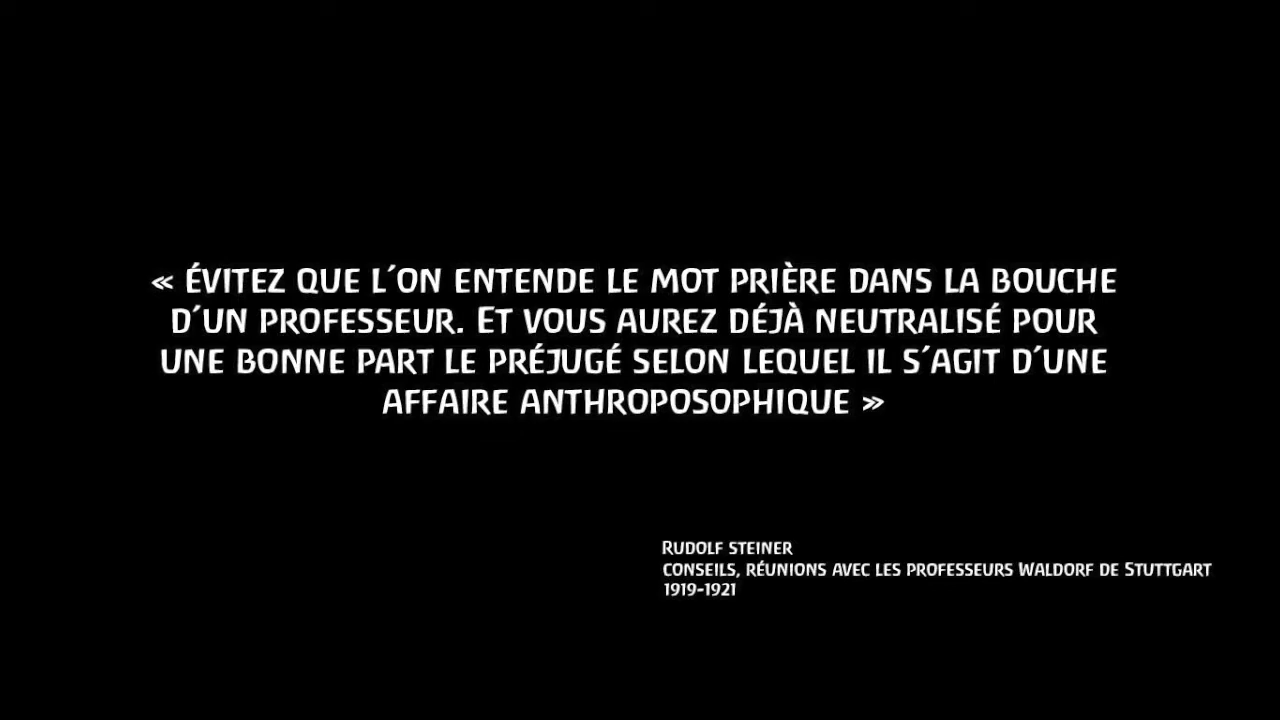 « ÉVITEZ QUE L´ON ENTENDE LE MOT PRIÈRE DANS LA BOUCHE
D´UN PROFESSEUR. ET VOUS AUREZ DÉJÀ NEUTRALISÉ POUR
UNE BONNE PART LE PRÉJUGÉ SELON LEQUEL IL S´AGIT D´UNE
AFFAIRE ANTHROPOSOPHIQUE »
RUDOLF STEINER
CONSEILS, RÉUNIONS AVEC LES PROFESSEURS WALDORF DE STUTTGART
1919-1921